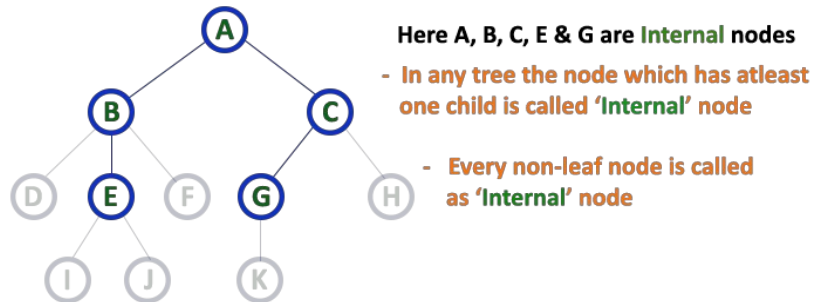 A
Here A, B, C, E & G are Internal nodes
- In any tree the node which has atleast
one child is called ‘Internal’ node
B
C
- Every non-leaf node is called
as ‘Internal’ node
D
E
F
G
H
I
J
K